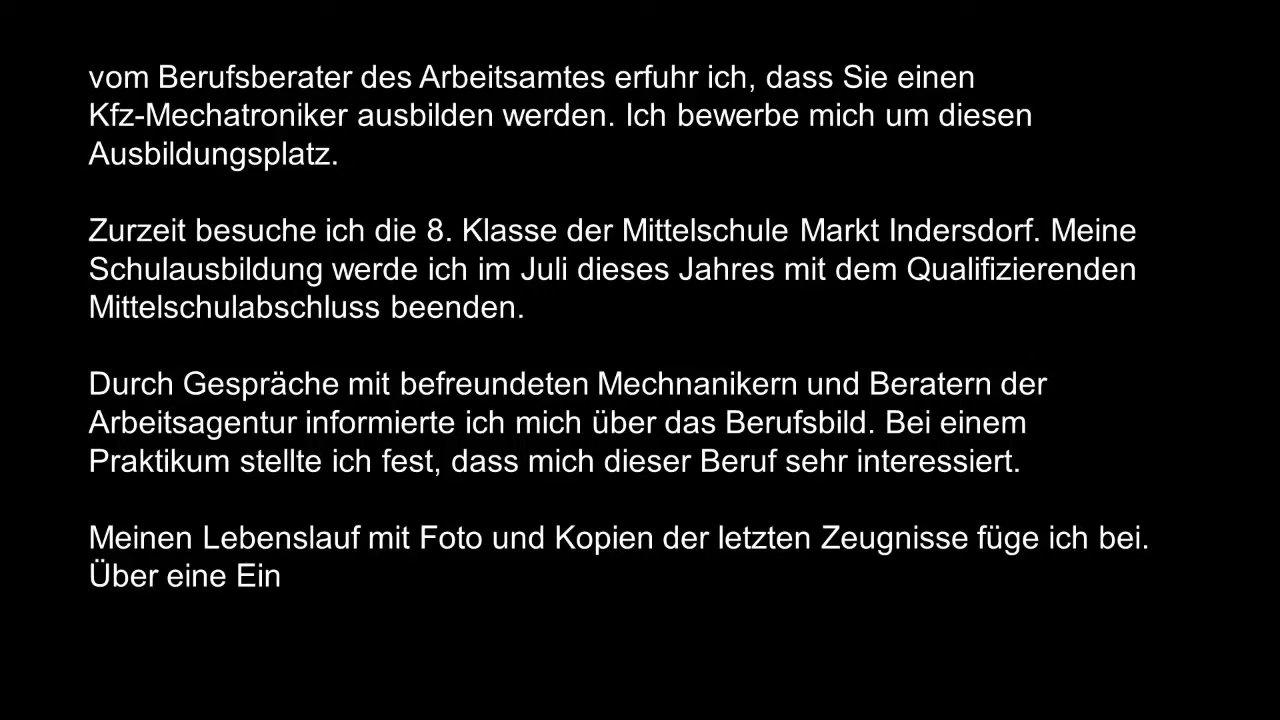 vom Berufsberater des Arbeitsamtes erfuhr ich, dass Sie einen
Kfz-Mechatroniker ausbilden werden. Ich bewerbe mich um diesen
Ausbildungsplatz.
Zurzeit besuche ich die 8. Klasse der Mittelschule Markt Indersdorf. Meine
Schulausbildung werde ich im Juli dieses Jahres mit dem Qualifizierenden
Mittelschulabschluss beenden.
Durch Gespräche mit befreundeten Mechnanikern und Beratern der
Arbeitsagentur informierte ich mich über das Berufsbild. Bei einem
Praktikum stellte ich fest, dass mich dieser Beruf sehr interessiert.
Meinen Lebenslauf mit Foto und Kopien der letzten Zeugnisse füge ich bei.
Über eine Ein